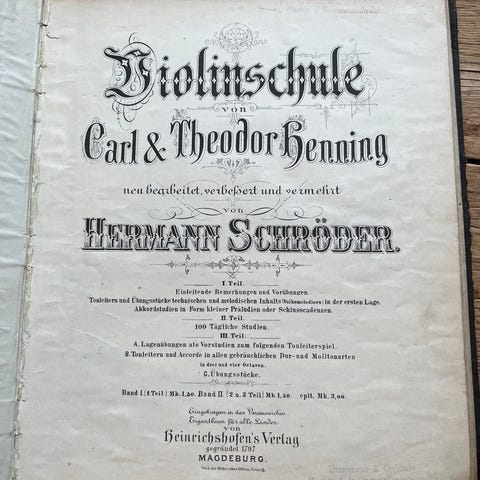 Violinschule
von
Carl & Theodor Henning
neu bearbeitet, verbeßert und vermehrt
von
HERMANN SCHRÖDER.
I. Teil.
Einleitende Bemerkungen und Vorübungen.
Tonleitern und Übungsstücke technischen und melodischen Inhalts (Volksmelodieen) in der ersten Lage.
Akkordstudien in Form kleiner Präludien oder Schlusscadenzen.
II. Teil.
100 Tägliche Studien.
III. Teil.
A. Lagenübungen als Vorstudien zum folgenden Tonleiterspiel.
B. Tonleitern und Accorde in allen gebräuchlichen Dur- und Molltonarten
in drei und vier Octaven.
C. Übungsstücke.
Band I. (1 Teil) Mk. 1,50. Band II. (2 u. 3 Teil) Mk. 1,50. cplt. Mk. 3,00.
Eingetragen in das Vereinsarchiv.
Eigenthum für alle Länder.
von
Heinrichshofen's Verlag
gegründet 1797
MAGDEBURG.